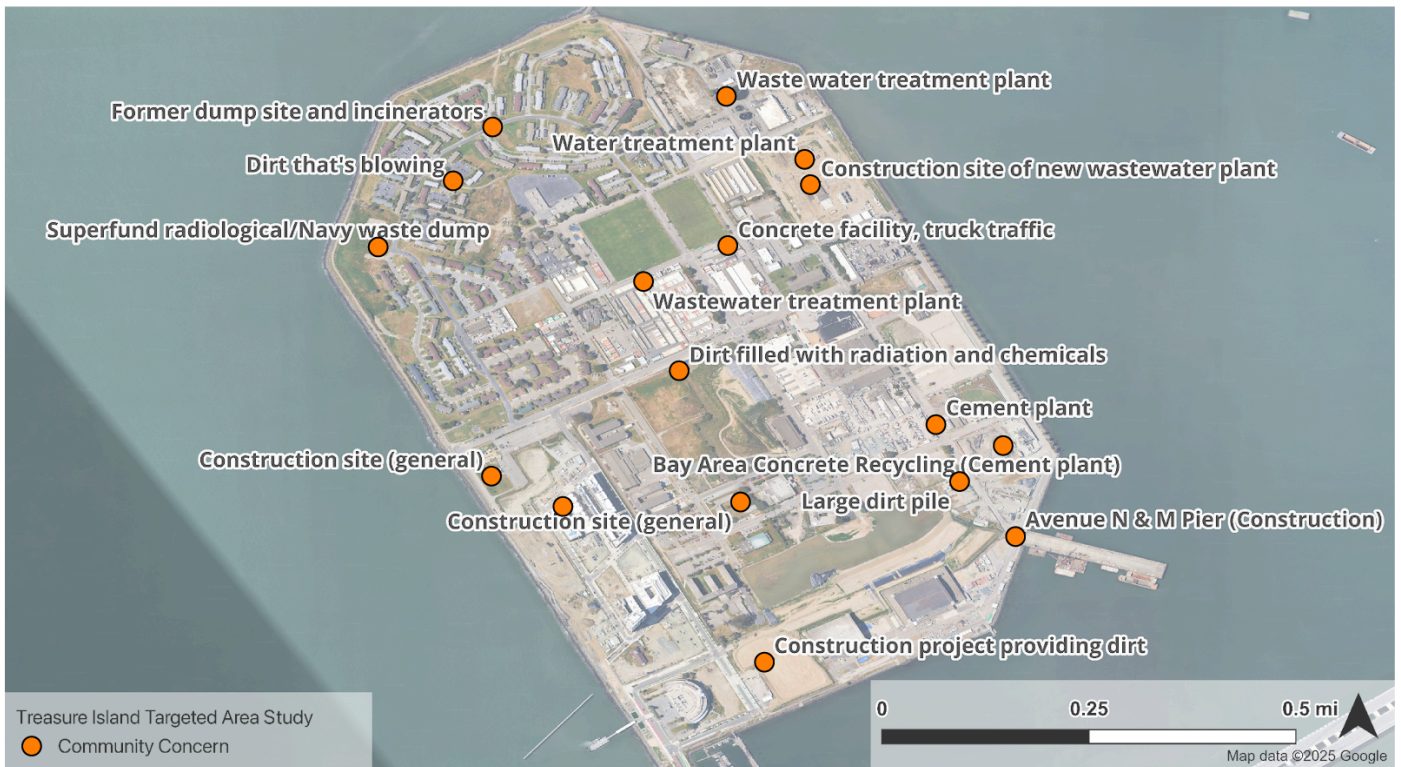 Waste water treatment plant
Former dump site and incinerators
Water treatment plant
Dirt that's blowing
Construction site of new wastewater plant
Superfund radiological/Navy waste dump
Concrete facility, truck traffic
Wastewater treatment plant
Dirt filled with radiation and chemicals
Cement plant
Construction site (general)
Bay Area Concrete Recycling (Cement plant)
Large dirt pile
Construction site (general)
Avenue N & M Pier (Construction)
Construction project providing dirt
Treasure Island Targeted Area Study
Community Concern
0 0.25 0.5 mi
Map data ©2025 Google